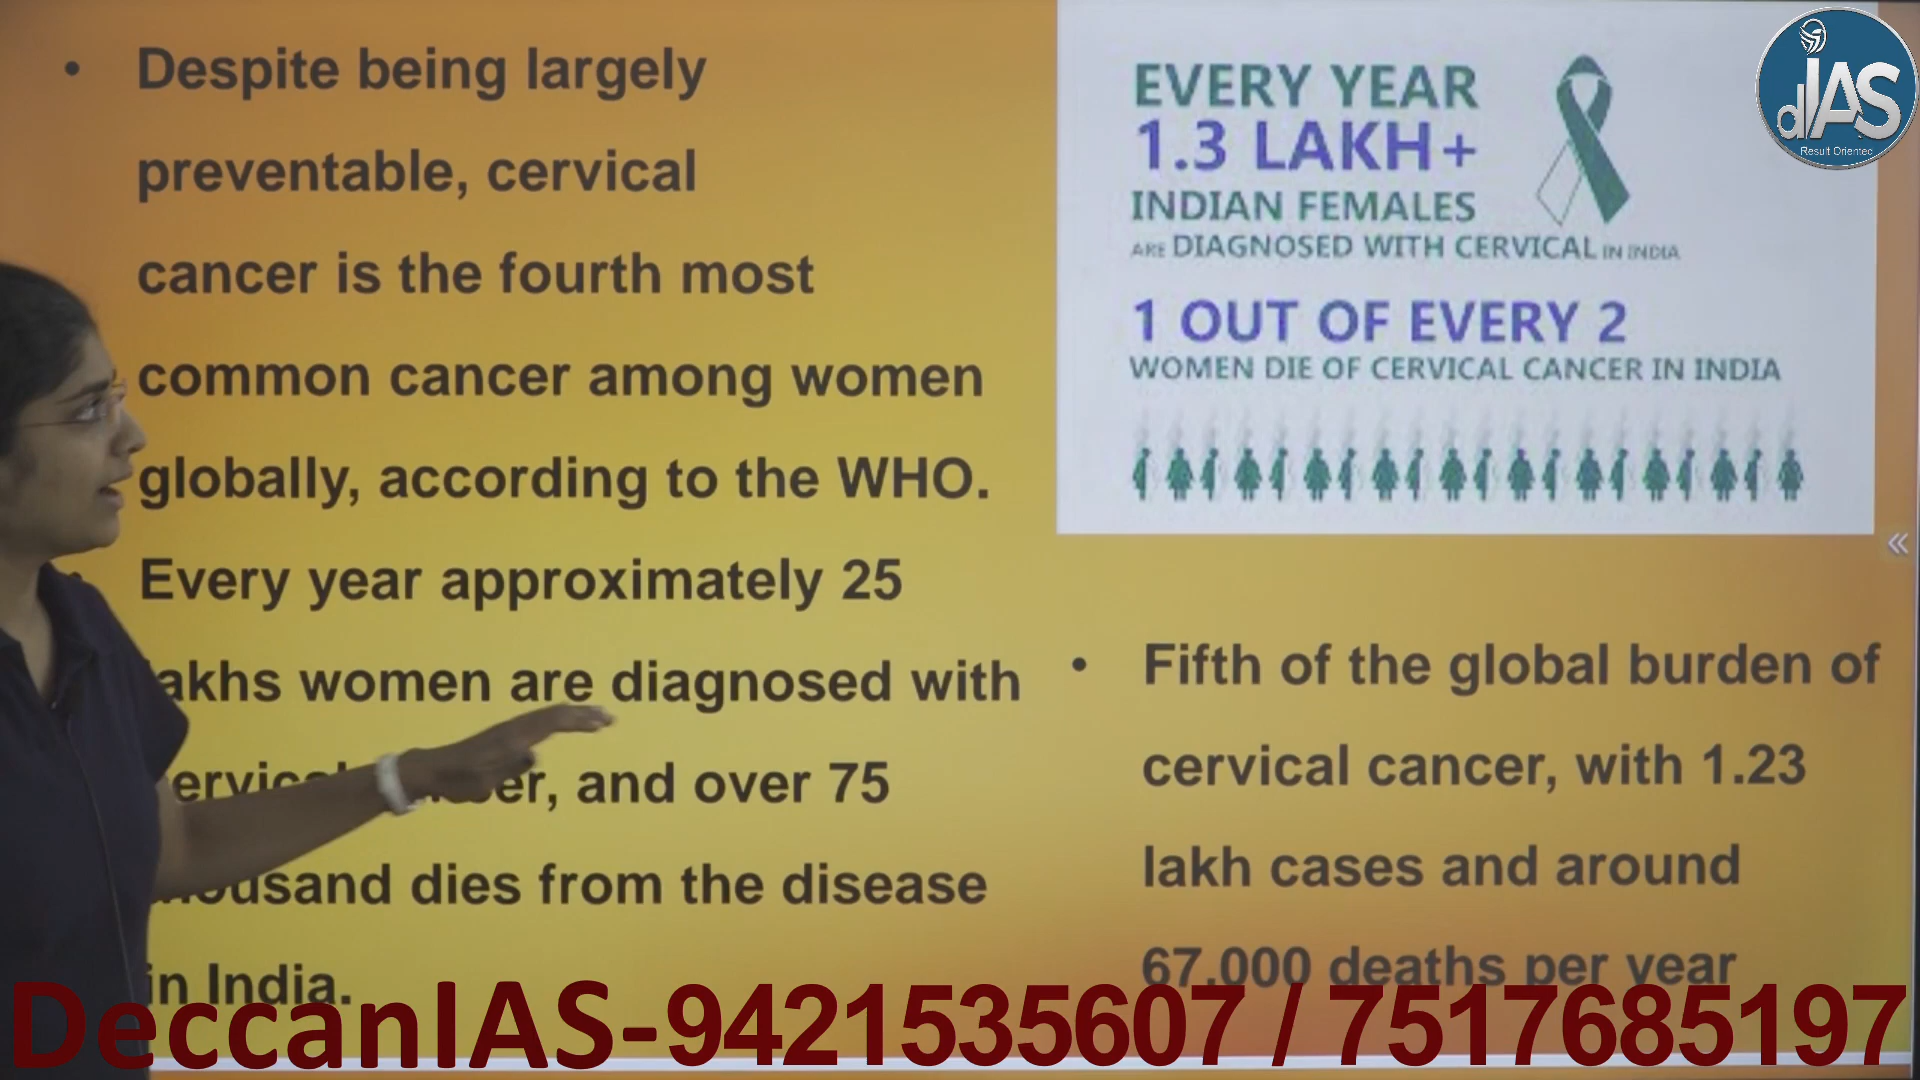 • Despite being largely
preventable, cervical
cancer is the fourth most
common cancer among women
globally, according to the WHO.
Every year approximately 25
lakhs women are diagnosed with
and over 75
dies from the disease
in India.
EVERY YEAR
1.3 LAKH+
INDIAN FEMALES
ARE DIAGNOSED WITH CERVICAL IN INDIA
1 OUT OF EVERY 2
WOMEN DIE OF CERVICAL CANCER IN INDIA
• Fifth of the global burden of
cervical cancer, with 1.23
lakh cases and around
67,000 deaths per year
dIAS
Result Oriented
DeccanIAS-9421535607 / 7517685197